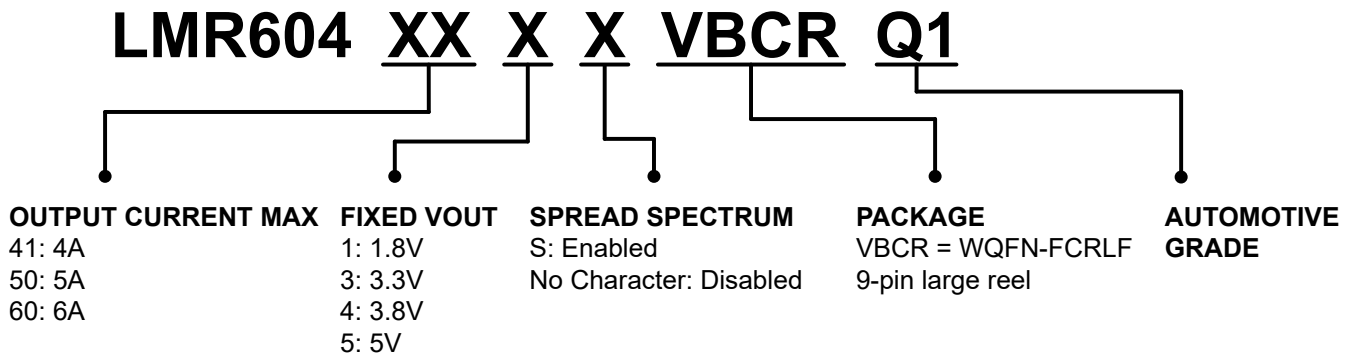 LMR604 XX X X VBCR Q1
OUTPUT CURRENT MAX
41: 4A
50: 5A
60: 6A
FIXED VOUT
1: 1.8V
3: 3.3V
4: 3.8V
5: 5V
SPREAD SPECTRUM
S: Enabled
No Character: Disabled
PACKAGE
VBCR = WQFN-FCRLF
9-pin large reel
AUTOMOTIVE
GRADE